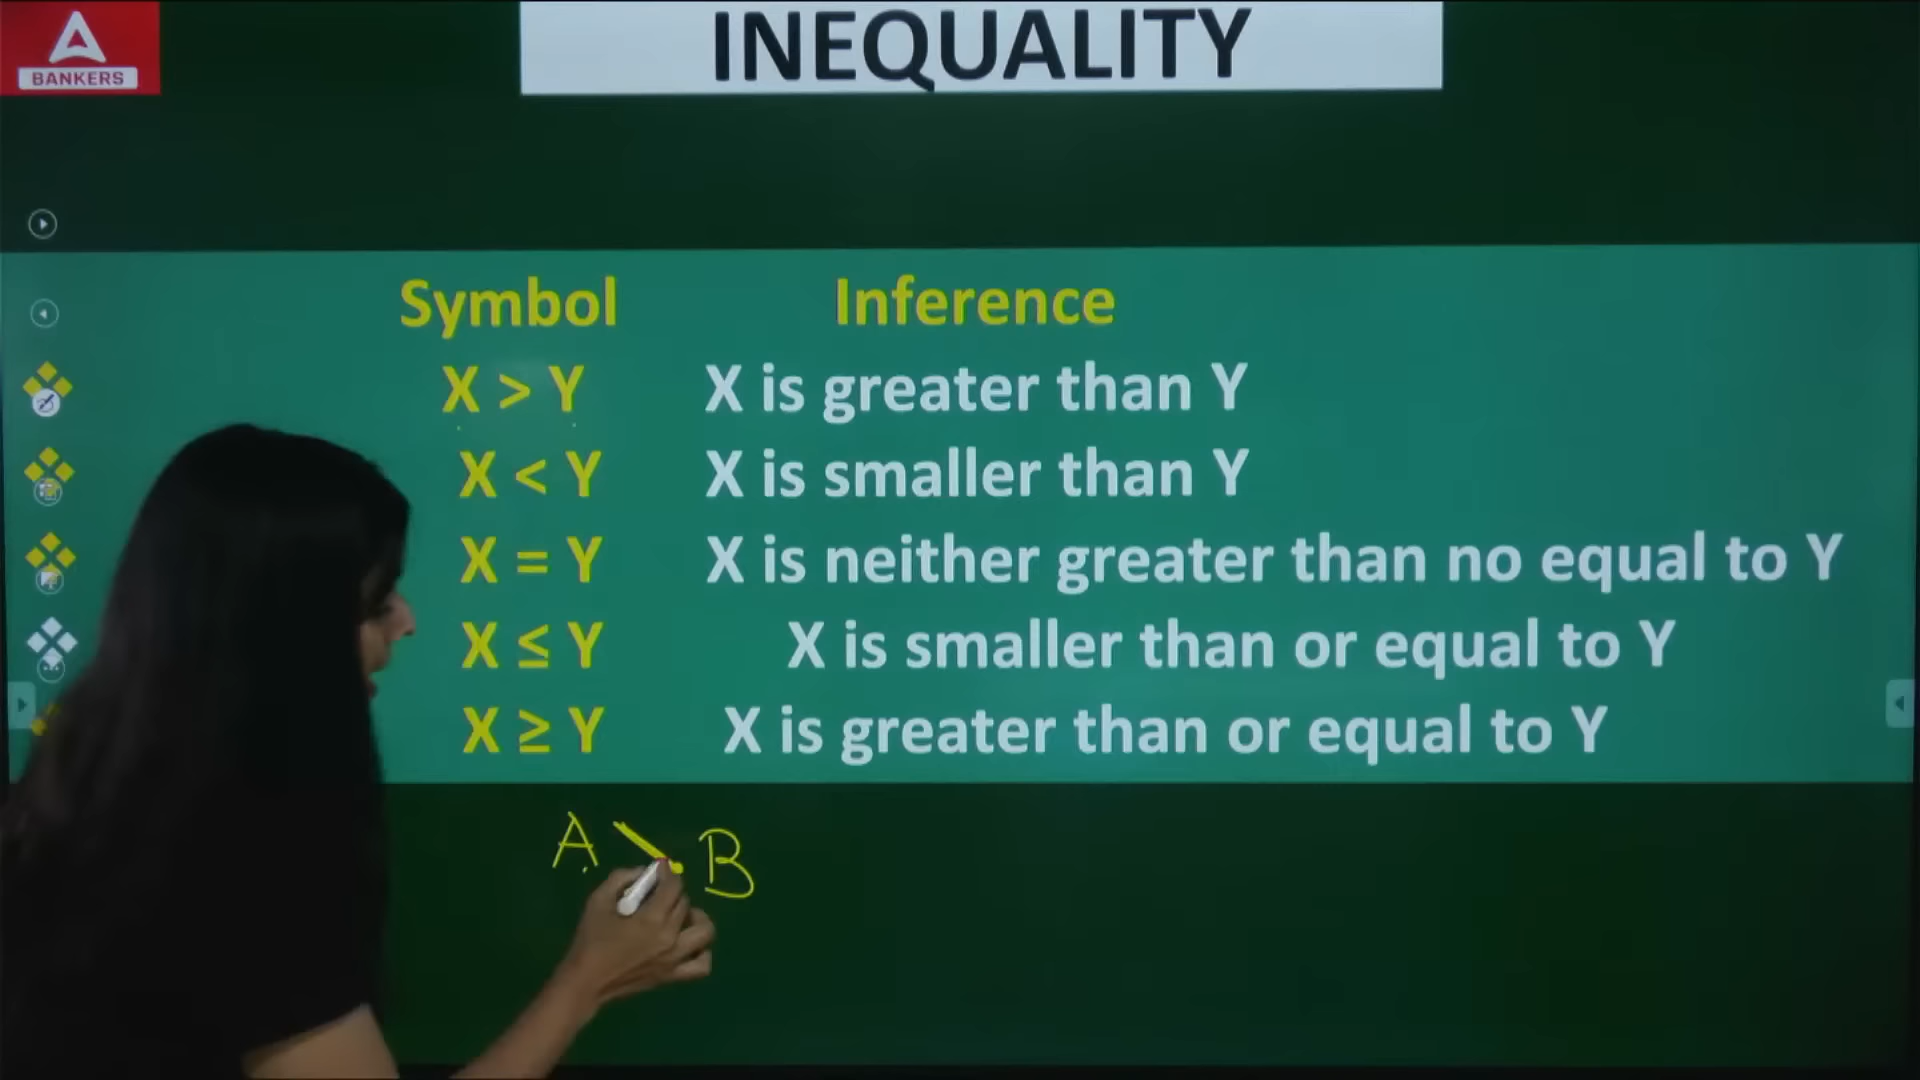 BANKERS
INEQUALITY
Symbol Inference
X > Y X is greater than Y
X < Y X is smaller than Y
X = Y X is neither greater than no equal to Y
X ≤ Y X is smaller than or equal to Y
X ≥ Y X is greater than or equal to Y
A B